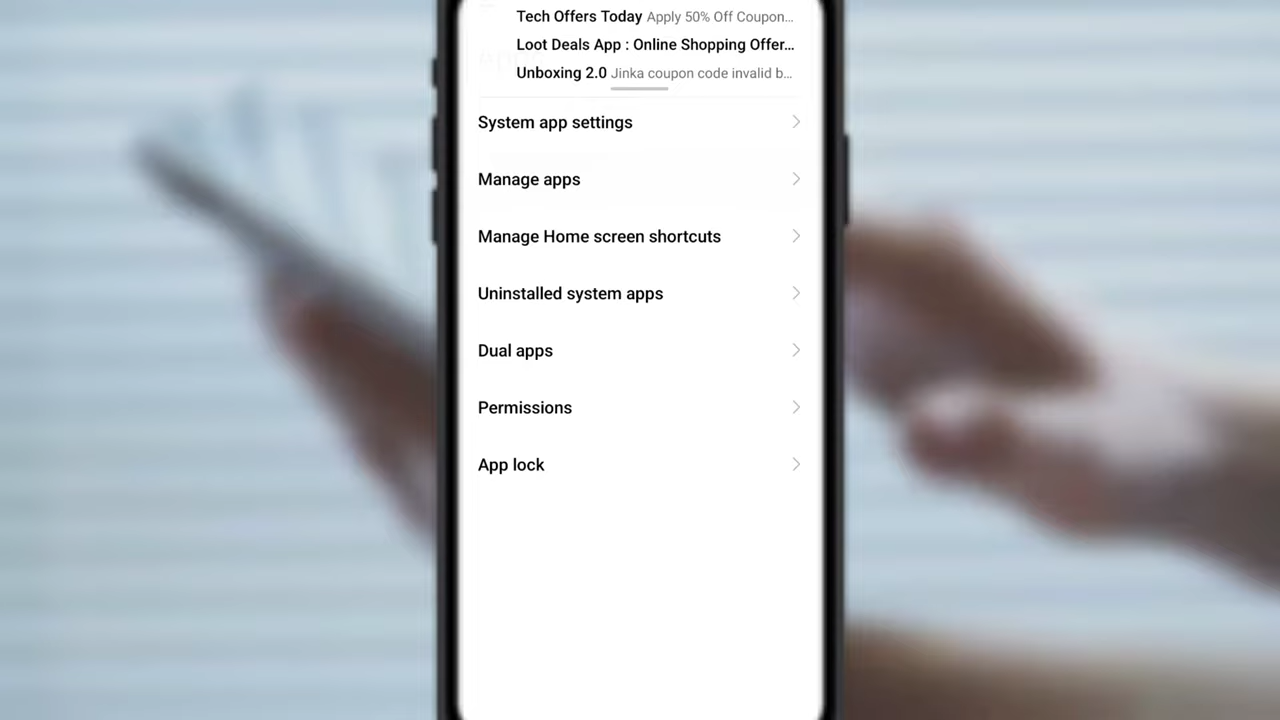 Tech Offers Today Apply 50% Off Coupon...
Loot Deals App : Online Shopping Offer...
Unboxing 2.0 Jinka coupon code invalid b...
System app settings
Manage apps
Manage Home screen shortcuts
Uninstalled system apps
Dual apps
Permissions
App lock